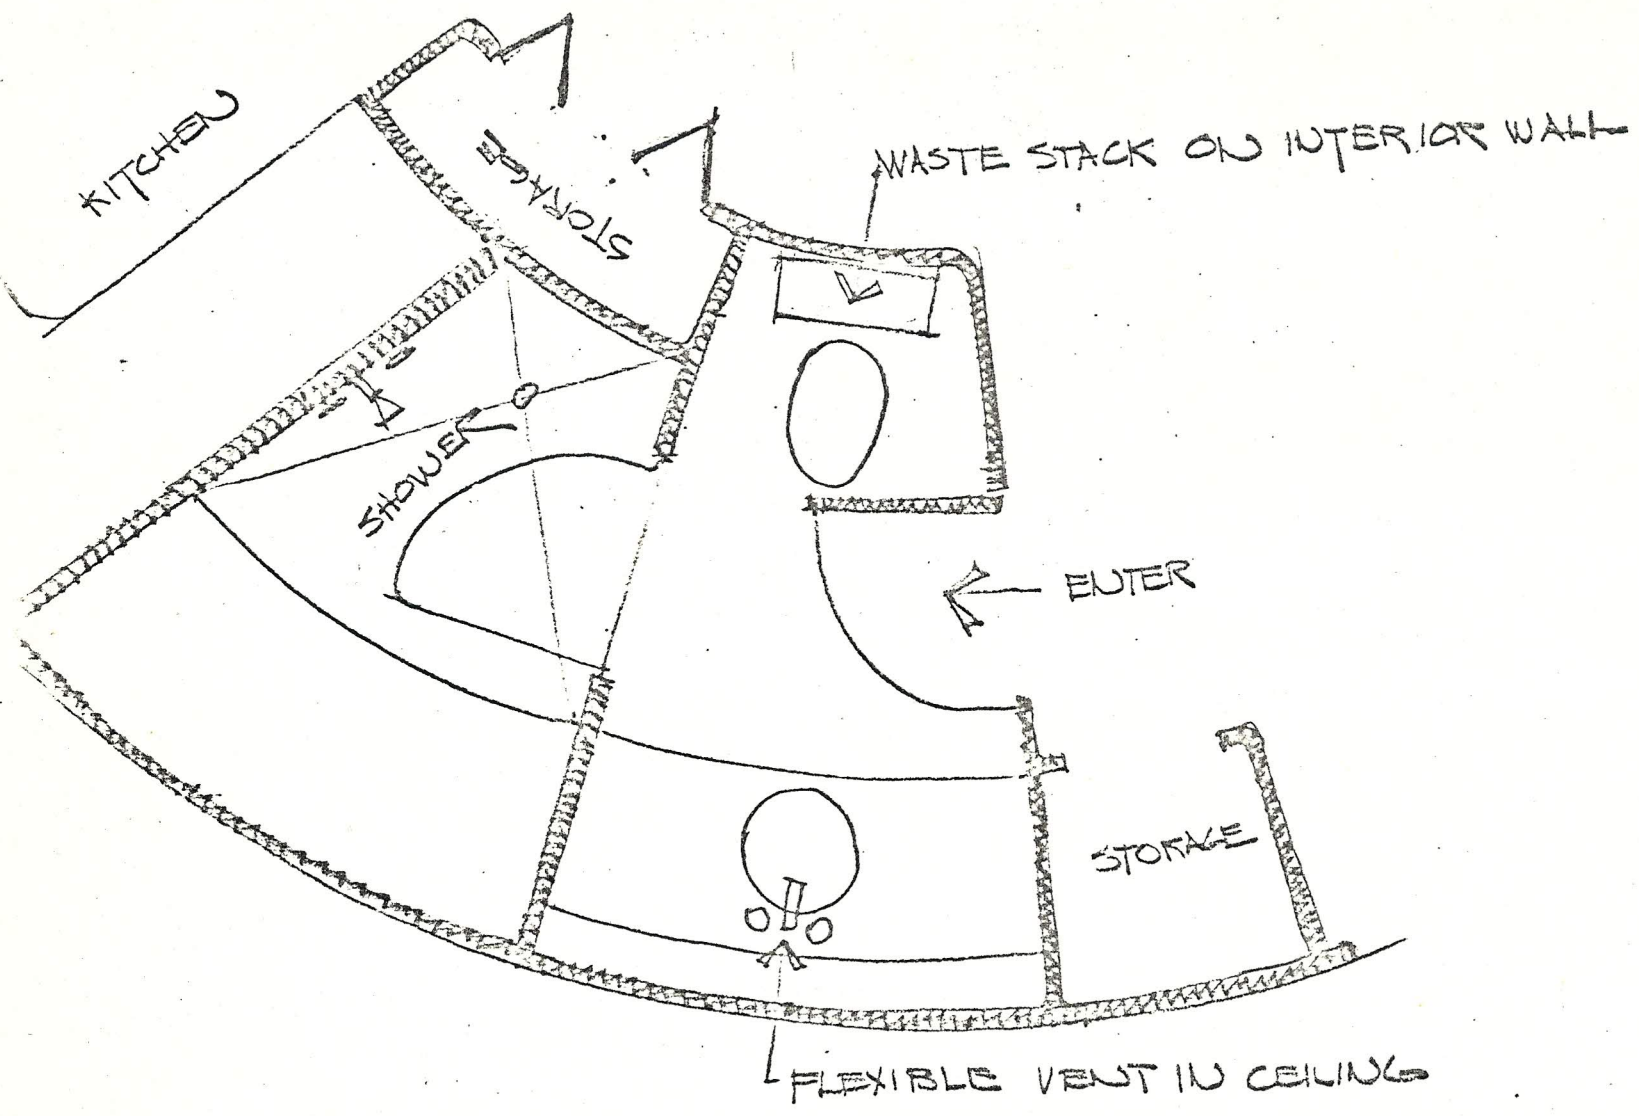 KITCHEN
STORAGE
WASTE STACK ON INTERIOR WALL
SHOWER
ENTER
STORAGE
FLEXIBLE VENT IN CEILING